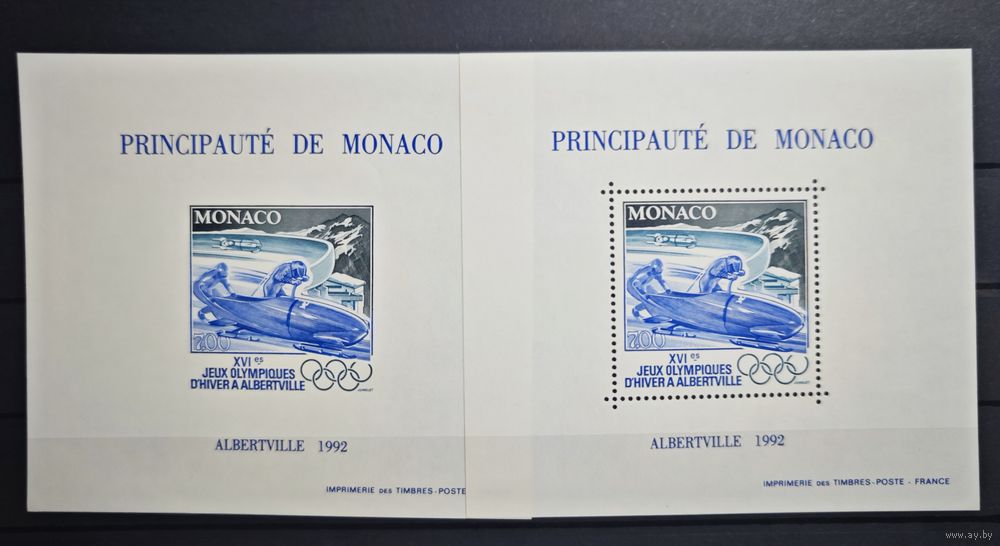 PRINCIPAUTÉ DE MONACO
MONACO
7,00
XVIes
JEUX OLYMPIQUES
D'HIVER A ALBERTVILLE
ALBERTVILLE 1992
IMPRIMERIE DES TIMBRES-POSTE
PRINCIPAUTÉ DE MONACO
MONACO
7,00
XVIes
JEUX OLYMPIQUES
D'HIVER A ALBERTVILLE
ALBERTVILLE 1992
IMPRIMERIE DES TIMBRES-POSTE - FRANCE
www.ay.by